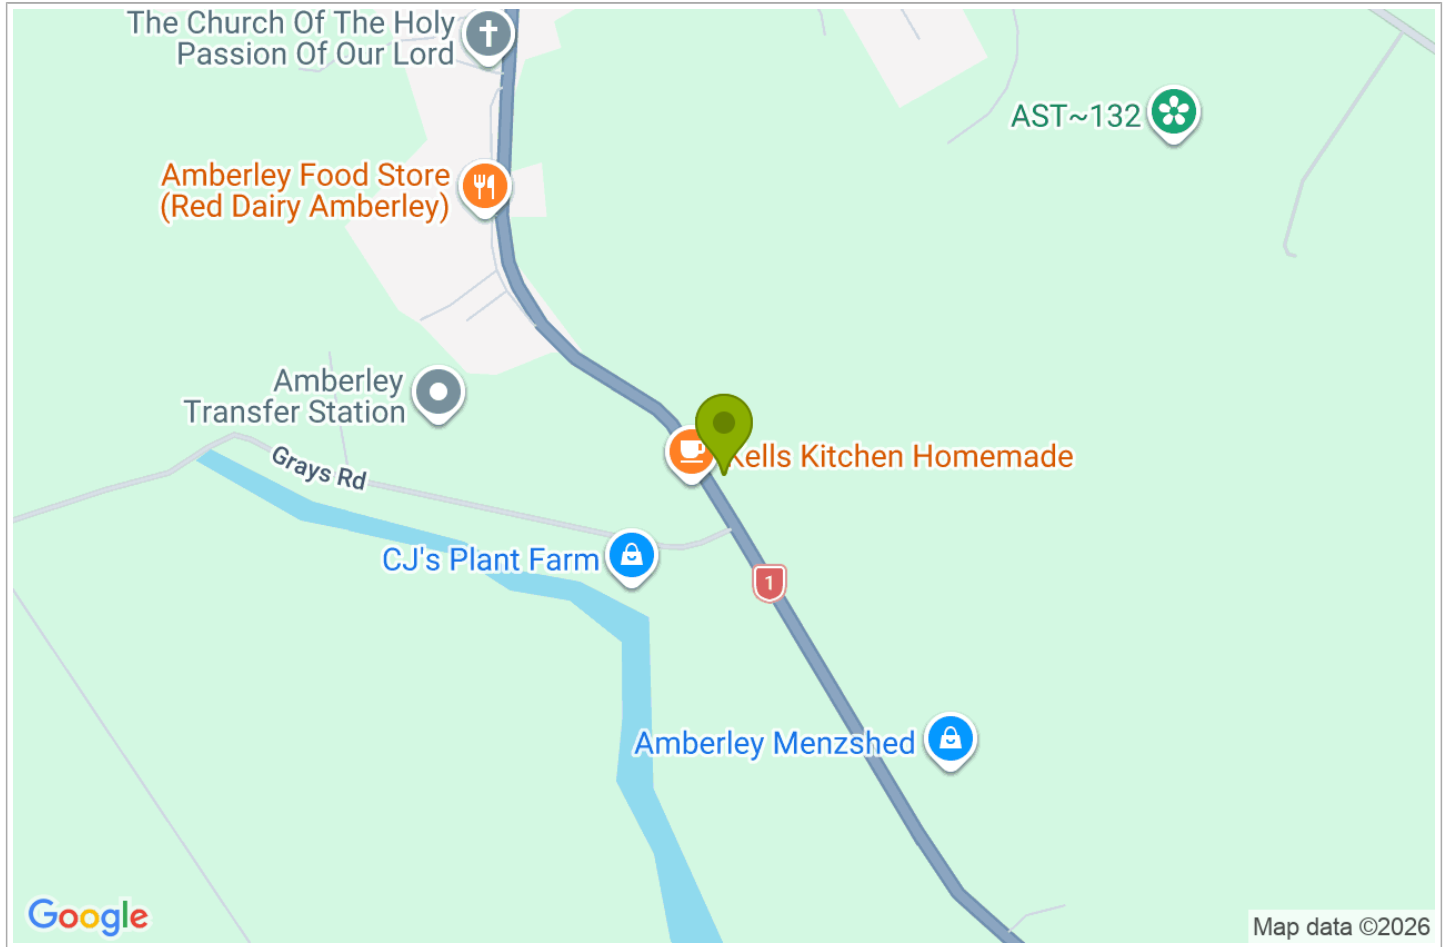 The Church Of The Holy
Passion Of Our Lord
AST~132
Amberley Food Store
(Red Dairy Amberley)
Amberley
Transfer Station
Grays Rd
Kells Kitchen Homemade
CJ's Plant Farm
1
Amberley Menzshed
Google
Map data ©2026